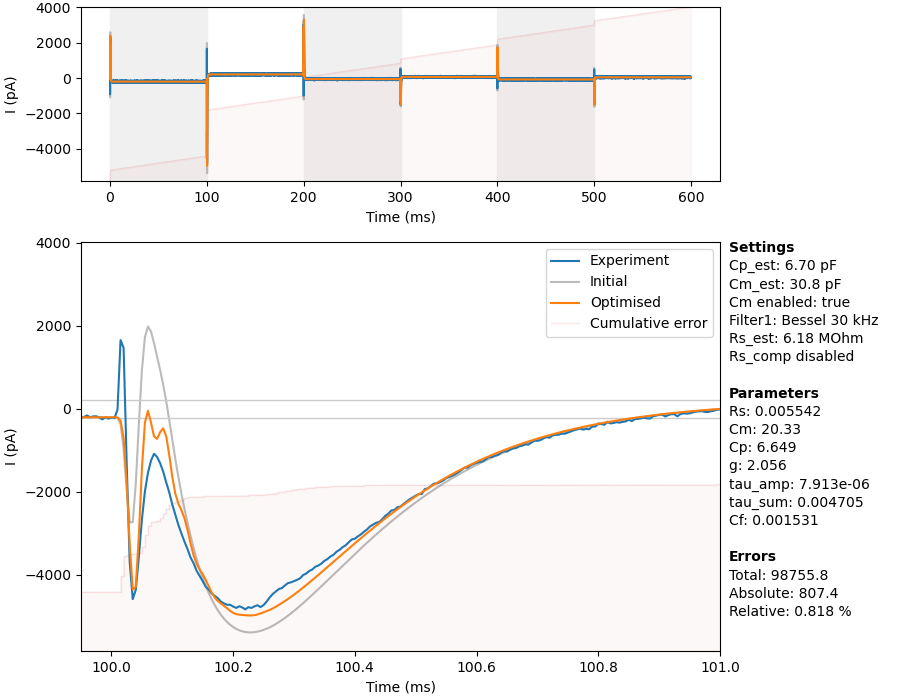 4000
2000
0
−2000
−4000
I (pA)
0
100
200
300
400
500
600
Time (ms)
4000
2000
0
−2000
−4000
I (pA)
100.0
100.2
100.4
100.6
100.8
101.0
Time (ms)
Experiment
Initial
Optimised
Cumulative error
Settings
Cp_est: 6.70 pF
Cm_est: 30.8 pF
Cm enabled: true
Filter1: Bessel 30 kHz
Rs_est: 6.18 MOhm
Rs_comp disabled
Parameters
Rs: 0.005542
Cm: 20.33
Cp: 6.649
g: 2.056
tau_amp: 7.913e-06
tau_sum: 0.004705
Cf: 0.001531
Errors
Total: 98755.8
Absolute: 807.4
Relative: 0.818 %